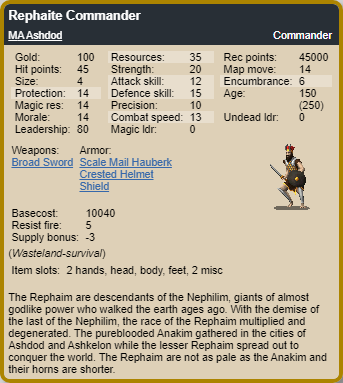 Rephaite Commander
MA Ashdod Commander
Gold: 100 Resources: 35 Rec points: 45000
Hit points: 45 Strength: 20 Map move: 14
Size: 4 Attack skill: 12 Encumbrance: 6
Protection: 14 Defence skill: 15 Age: 150
Magic res: 14 Precision: 10 (250)
Morale: 14 Combat speed: 13 Undead ldr: 0
Leadership: 80 Magic ldr: 0
Weapons: Armor:
Broad Sword Scale Mail Hauberk
Crested Helmet
Shield
Basecost: 10040
Resist fire: 5
Supply bonus: -3
(Wasteland-survival)
Item slots: 2 hands, head, body, feet, 2 misc
The Rephaim are descendants of the Nephilim, giants of almost
godlike power who walked the earth ages ago. With the demise of
the last of the Nephilim, the race of the Rephaim multiplied and
degenerated. The pureblooded Anakim gathered in the cities of
Ashdod and Ashkelon while the lesser Rephaim spread out to
conquer the world. The Rephaim are not as pale as the Anakim and
their horns are shorter.